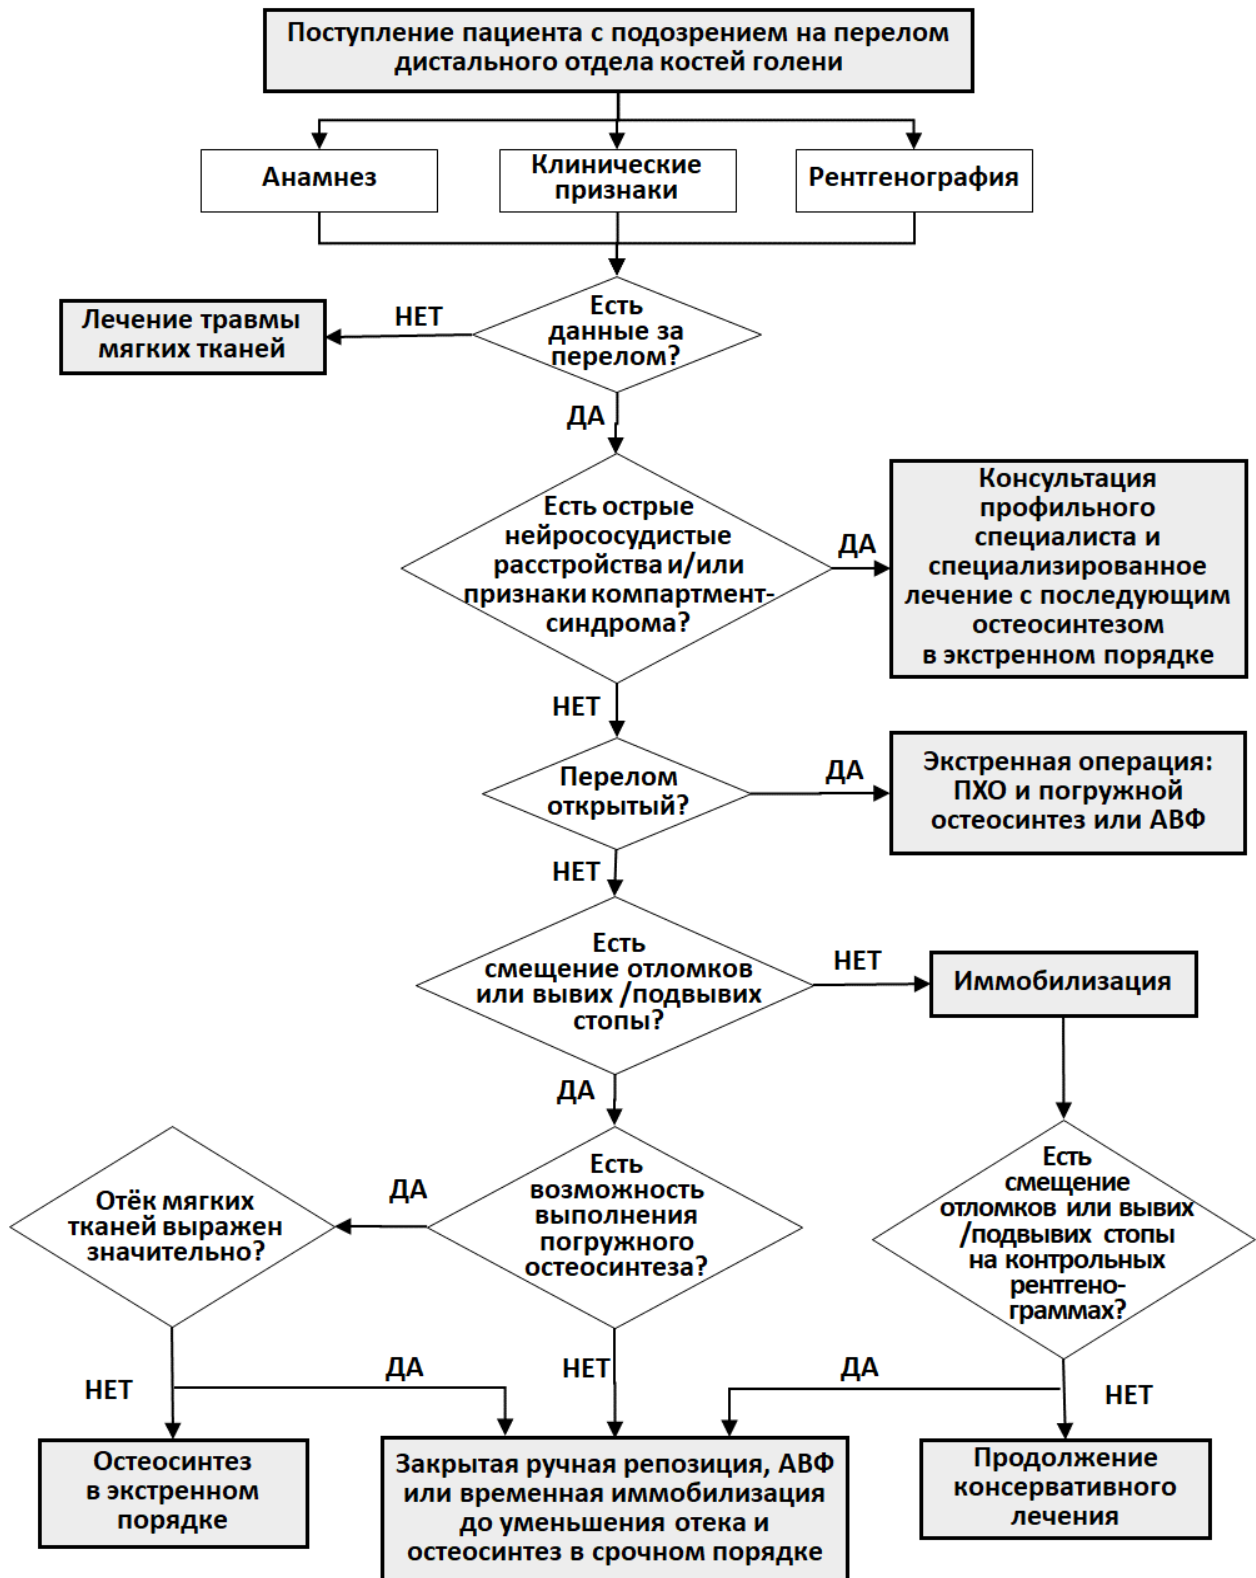 Поступление пациента с подозрением на перелом
дистального отдела костей голени
Анамнез
Клинические
признаки
Рентгенография
Есть
данные за
перелом?
НЕТ
Лечение травмы
мягких тканей
ДА
Есть острые
нейрососудистые
расстройства и/или
признаки компартмент-
синдрома?
ДА
Консультация
профильного
специалиста и
специализированное
лечение с последующим
остеосинтезом
в экстренном порядке
НЕТ
Перелом
открытый?
ДА
Экстренная операция:
ПХО и погружной
остеосинтез или АВФ
НЕТ
Есть
смещение отломков
или вывих /подвывих
стопы?
НЕТ
Иммобилизация
ДА
Есть
возможность
выполнения
погружного
остеосинтеза?
ДА
Отёк мягких
тканей выражен
значительно?
Есть
смещение
отломков или вывих
/подвывих стопы
на контрольных
рентгено-
граммах?
НЕТ
ДА
НЕТ
ДА
НЕТ
Остеосинтез
в экстренном
порядке
Закрытая ручная репозиция, АВФ
или временная иммобилизация
до уменьшения отека и
остеосинтез в срочном порядке
Продолжение
консервативного
лечения